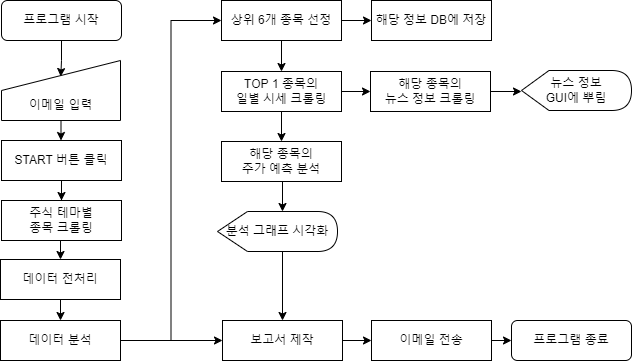 프로그램 시작
이메일 입력
START 버튼 클릭
주식 테마별
종목 크롤링
데이터 전처리
데이터 분석
상위 6개 종목 선정
해당 정보 DB에 저장
TOP 1 종목의
일별 시세 크롤링
해당 종목의
뉴스 정보 크롤링
뉴스 정보
GUI에 뿌림
해당 종목의
주가 예측 분석
분석 그래프 시각화
보고서 제작
이메일 전송
프로그램 종료